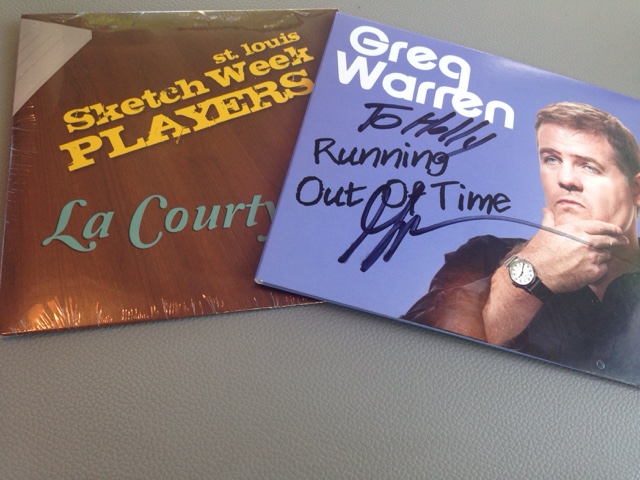 st. louis
Sketch Week
PLAYERS
La Courty
Greg
Warren
To Holly
Running
Out Of Time